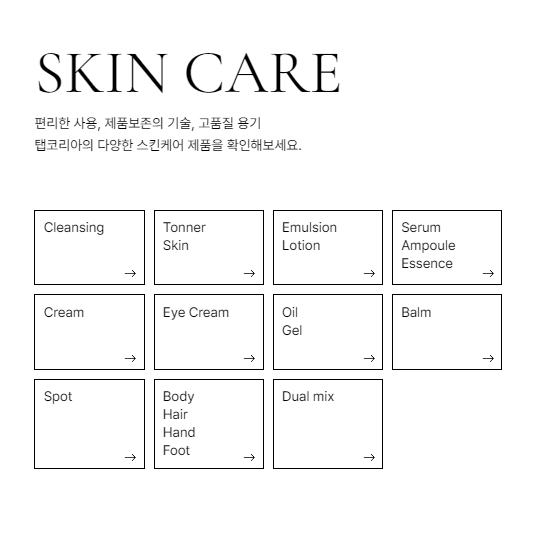 SKIN CARE
편리한 사용, 제품보존의 기술, 고품질 용기
탭코리아의 다양한 스킨케어 제품을 확인해보세요.
Cleansing
Tonner
Skin
Emulsion
Lotion
Serum
Ampoule
Essence
Cream
Eye Cream
Oil
Gel
Balm
Spot
Body
Hair
Hand
Foot
Dual mix